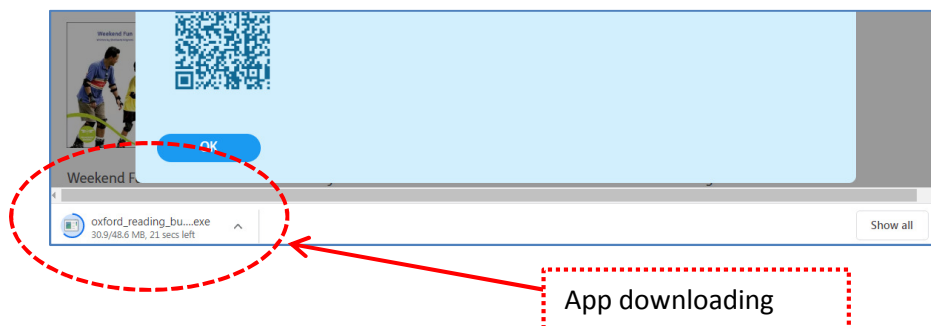 Weekend Fun
OK
Weekend F
oxford_reading_bu....exe
30.9/48.6 MB, 21 secs left
Show all
App downloading